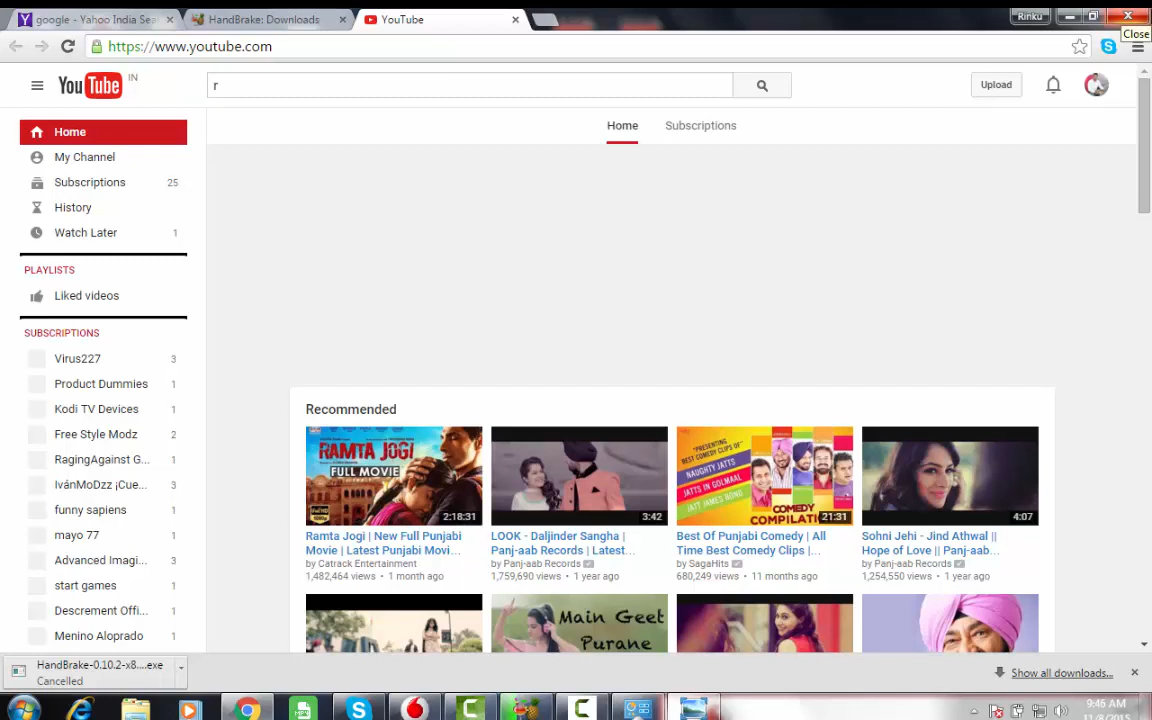 google - Yahoo India Sea
HandBrake: Downloads
YouTube
Rinku
Close
https://www.youtube.com
YouTube IN
r
Upload
Home
Subscriptions
Home
My Channel
Subscriptions 25
History
Watch Later 1
PLAYLISTS
Liked videos
SUBSCRIPTIONS
Virus227 3
Product Dummies 1
Kodi TV Devices 1
Free Style Modz 2
RagingAgainst G... 1
IvánMoDzz ¡Cue... 3
funny sapiens 1
mayo 77 1
Advanced Imagi... 3
start games 1
Descrement Offi... 1
Menino Aloprado 1
Recommended
RAMTA JOGI
FULL MOVIE
2:18:31
Ramta Jogi | New Full Punjabi
Movie | Latest Punjabi Movi...
by Catrack Entertainment
1,482,464 views • 1 month ago
3:42
LOOK - Daljinder Sangha |
Panj-aab Records | Latest...
by Panj-aab Records
1,759,690 views • 1 year ago
"PRESENTING
BEST COMEDY CLIPS OF"
NAUGHTY JATTS
JATTS IN GOLMAAL
JATT JAMES BOND
COMEDY
COMPILATI
21:31
Best Of Punjabi Comedy | All
Time Best Comedy Clips |...
by SagaHits
680,249 views • 11 months ago
4:07
Sohni Jehi - Jind Athwal ||
Hope of Love || Panj-aab...
by Panj-aab Records
1,254,550 views • 1 year ago
Main Geet
Purane
HandBrake-0.10.2-x8....exe
Cancelled
Show all downloads...
9:46 AM
11/8/2015